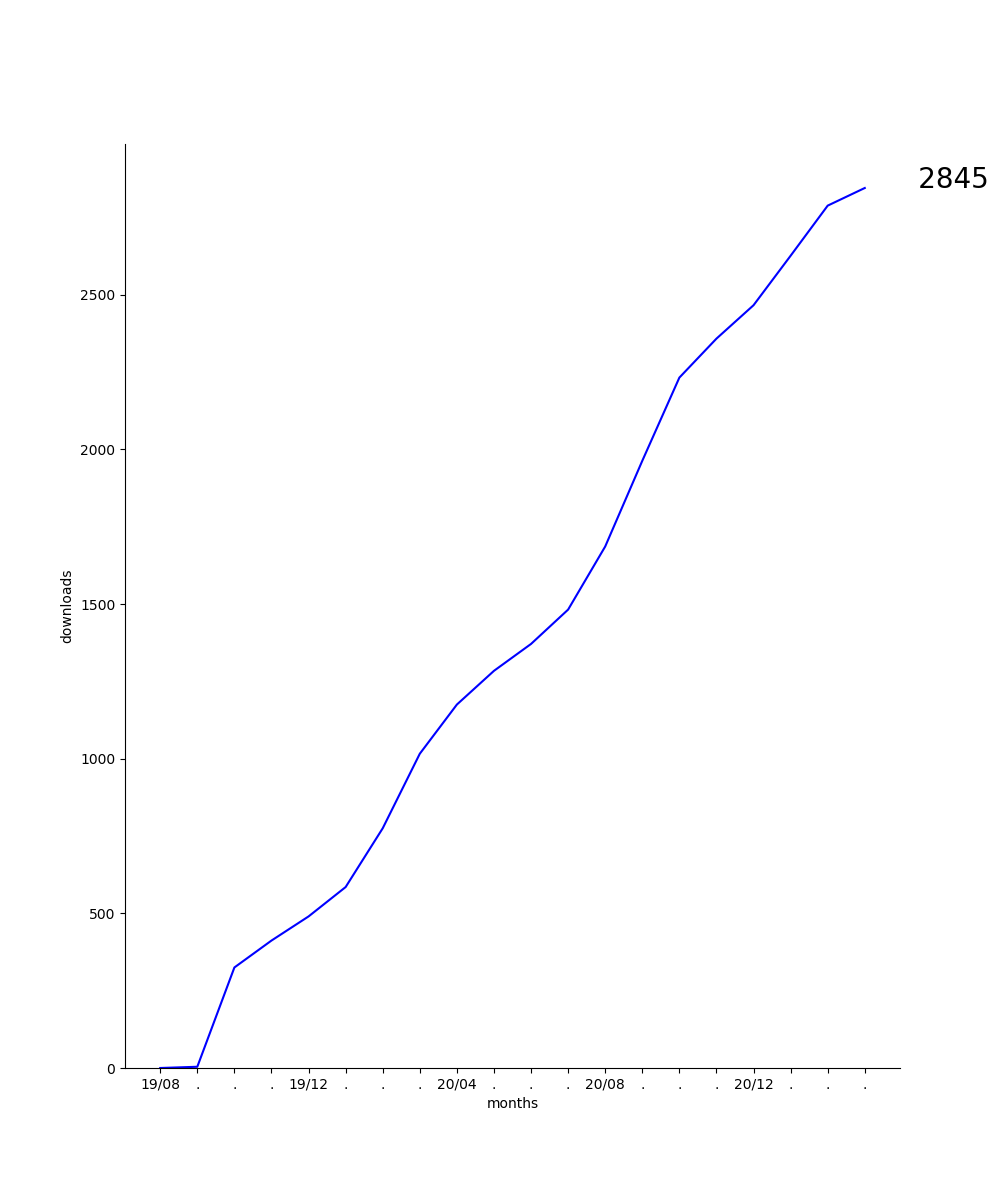 2845
2500
2000
1500
1000
500
0
downloads
19/08 . . . 19/12 . . . 20/04 . . . 20/08 . . . 20/12 . . .
months